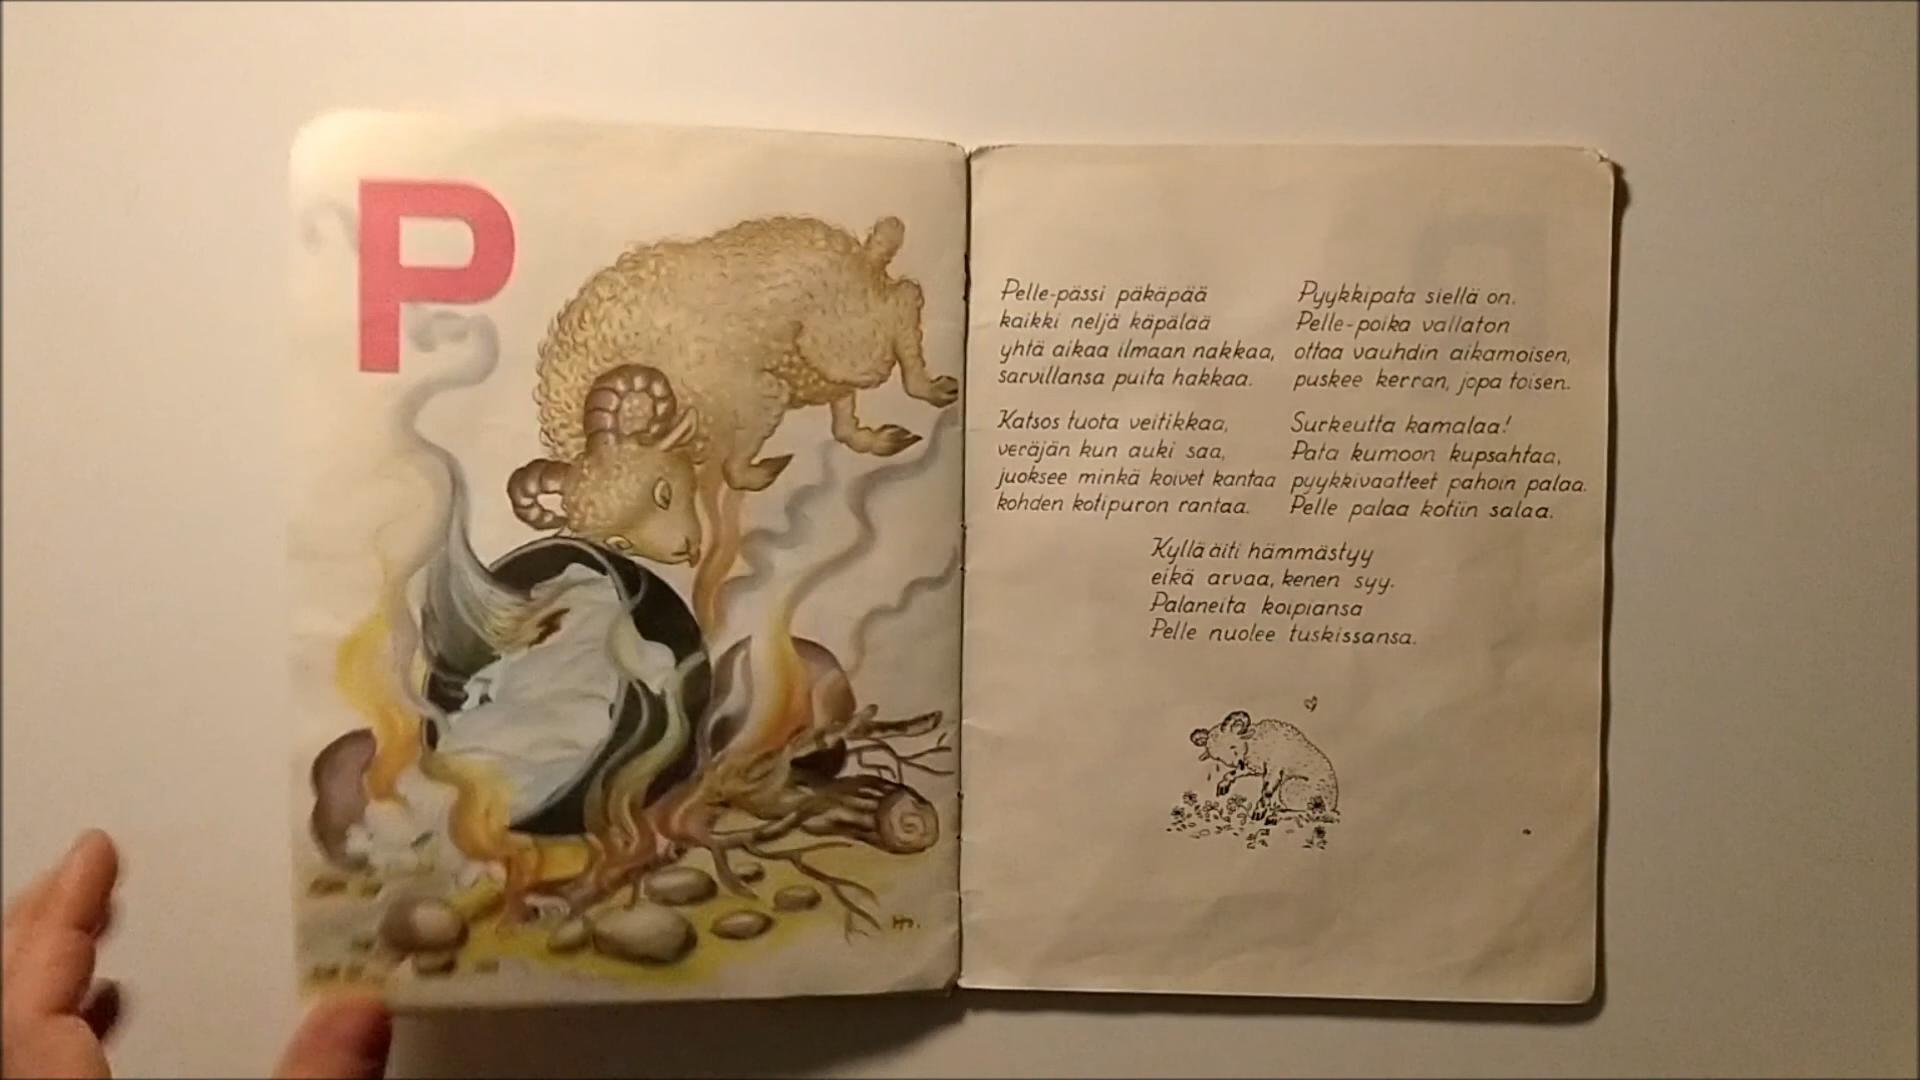 P
Pelle-pässi päkäpää
kaikki neljä käpälää
yhtä aikaa ilmaan nakkaa,
sarvillansa puita hakkaa.
Katsos tuota veitikkaa,
veräjän kun auki saa,
juoksee minkä koivet kantaa
kohden kotipuron rantaa.
Pyykkipata siellä on.
Pelle-poika vallaton
ottaa vauhdin aikamoisen,
puskee kerran, jopa toisen.
Surkeutta kamalaa!
Pata kumoon kupsahtaa,
pyykkivaatteet pahoin palaa.
Pelle palaa kotiin salaa.
Kyllä äiti hämmästyy
eikä arvaa, kenen syy.
Palaneita koipiansa
Pelle nuolee tuskissansa.